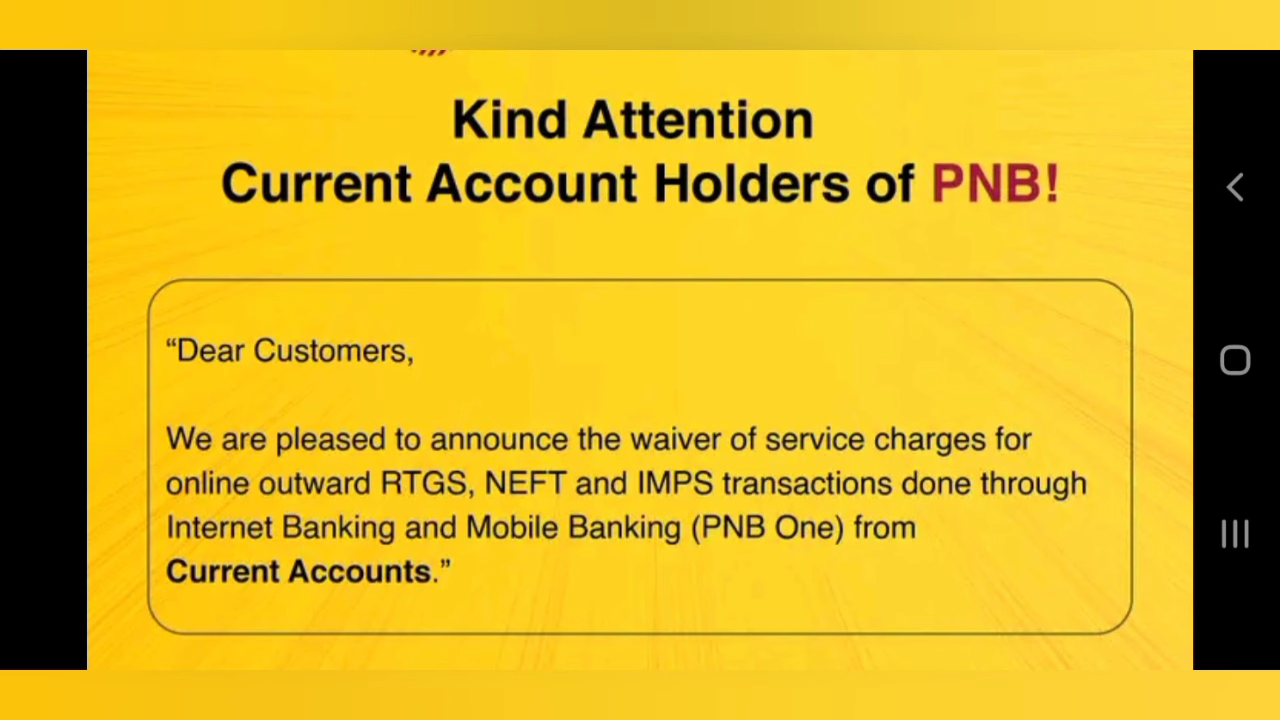 Kind Attention
Current Account Holders of PNB!
“Dear Customers,
We are pleased to announce the waiver of service charges for
online outward RTGS, NEFT and IMPS transactions done through
Internet Banking and Mobile Banking (PNB One) from
Current Accounts.”